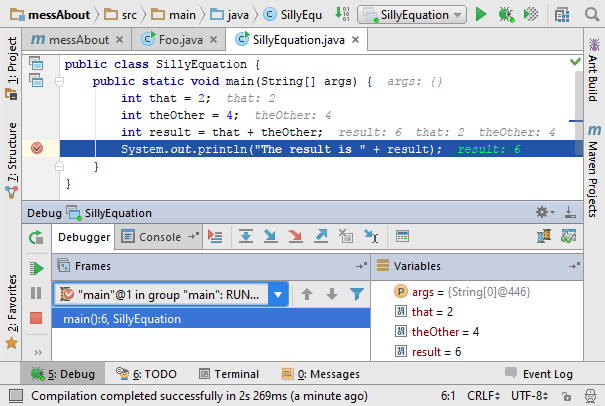 messAbout src main java SillyEqu SillyEquation
1: Project
7: Structure
2: Favorites
messAbout Foo.java SillyEquation.java
public class SillyEquation {
public static void main(String[] args) { args: {}
int that = 2; that: 2
int theOther = 4; theOther: 4
int result = that + theOther; result: 6 that: 2 theOther: 4
System.out.println("The result is " + result); result: 6
}
}
Ant Build
Maven Projects
Debug SillyEquation
Debugger Console
Frames
"main"@1 in group "main": RUN...
main():6, SillyEquation
Variables
args = {String[0]@446}
that = 2
theOther = 4
result = 6
5: Debug 6: TODO Terminal 0: Messages Event Log
Compilation completed successfully in 2s 269ms (a minute ago) 6:1 CRLF UTF-8